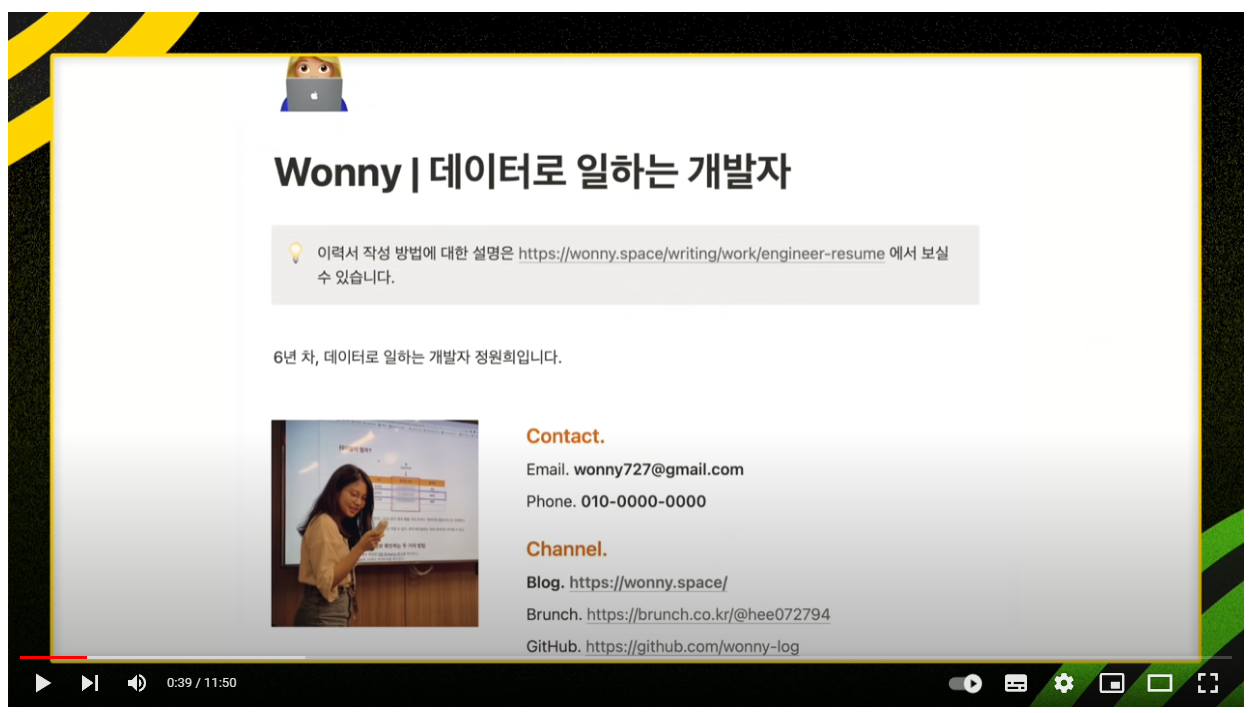 Wonny | 데이터로 일하는 개발자
이력서 작성 방법에 대한 설명은 https://wonny.space/writing/work/engineer-resume 에서 보실
수 있습니다.
6년 차, 데이터로 일하는 개발자 정원희입니다.
Contact.
Email. wonny727@gmail.com
Phone. 010-0000-0000
Channel.
Blog. https://wonny.space/
Brunch. https://brunch.co.kr/@hee072794
GitHub. https://github.com/wonny-log
0:39 / 11:50